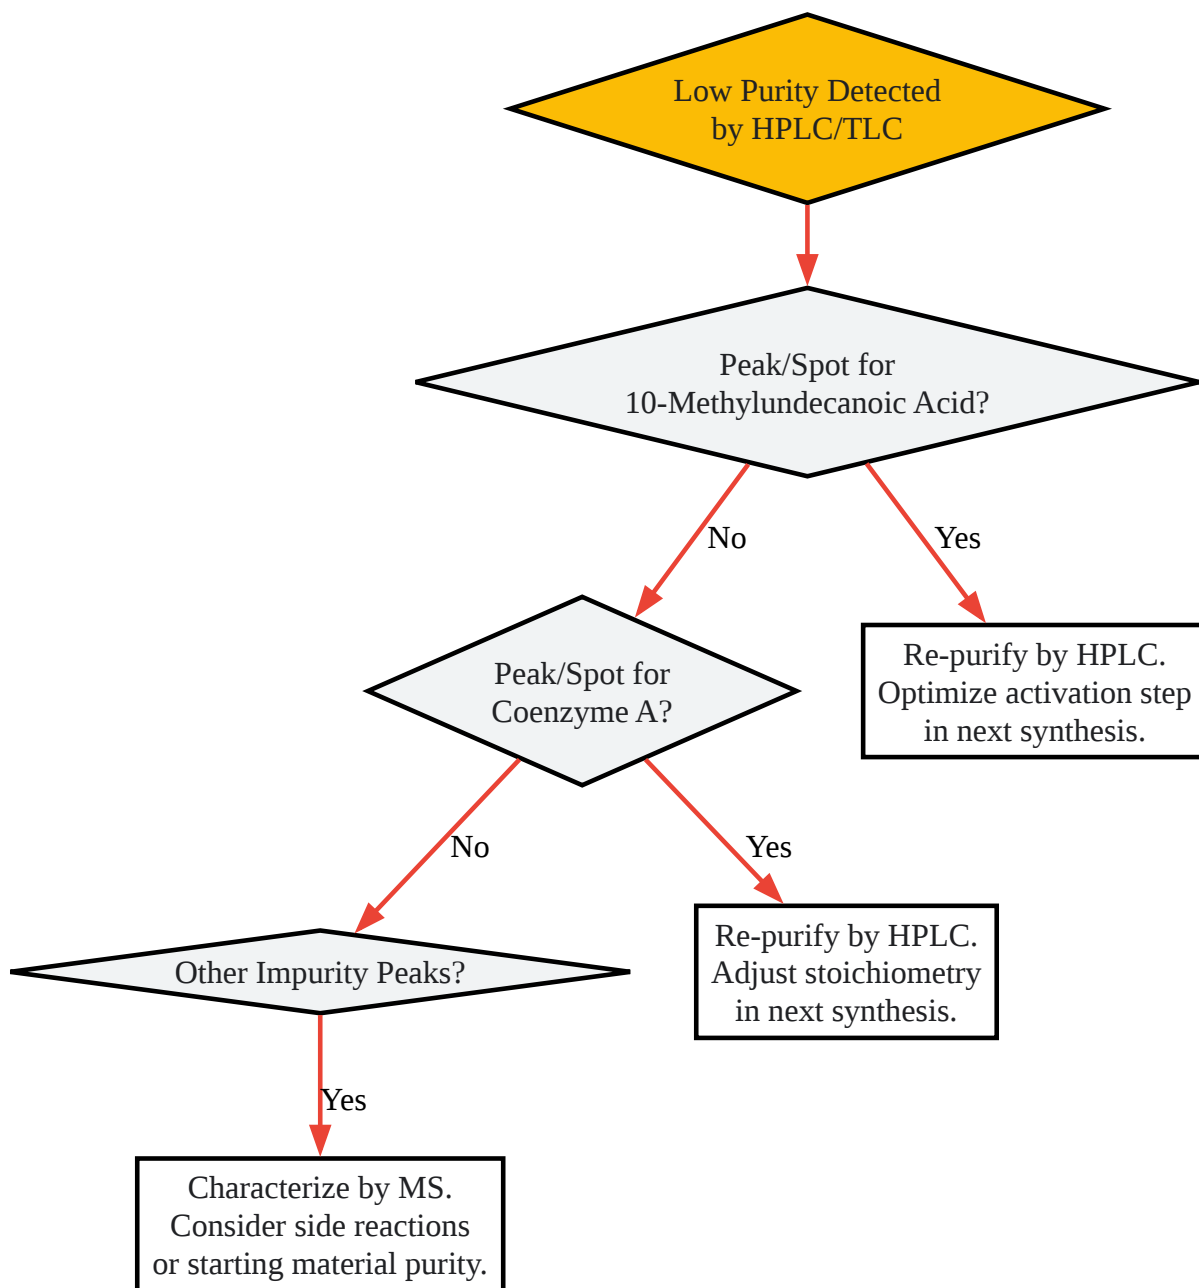 Low Purity Detected
by HPLC/TLC
Peak/Spot for
10-Methylundecanoic Acid?
No
Yes
Peak/Spot for
Coenzyme A?
Re-purify by HPLC.
Optimize activation step
in next synthesis.
No
Yes
Other Impurity Peaks?
Re-purify by HPLC.
Adjust stoichiometry
in next synthesis.
Yes
Characterize by MS.
Consider side reactions
or starting material purity.